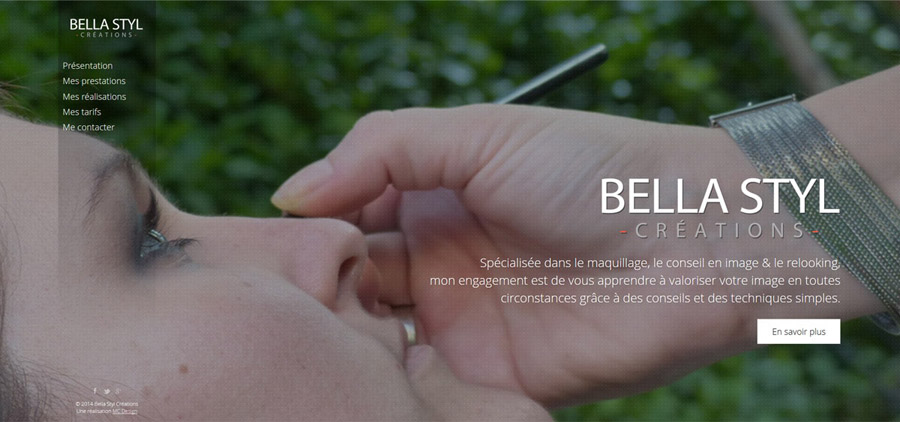 BELLA STYL
- CRÉATIONS -
Présentation
Mes prestations
Mes réalisations
Mes tarifs
Me contacter
BELLA STYL
- CRÉATIONS -
Spécialisée dans le maquillage, le conseil en image & le relooking,
mon engagement est de vous apprendre à valoriser votre image en toutes
circonstances grâce à des conseils et des techniques simples.
En savoir plus
© 2014 Bella Styl Créations
Une réalisation MC Design